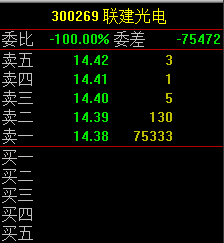 300269 联建光电
委比 -100.00% 委差 -75472
卖五 14.42 3
卖四 14.41 1
卖三 14.40 5
卖二 14.39 130
卖一 14.38 75333
买一
买二
买三
买四
买五